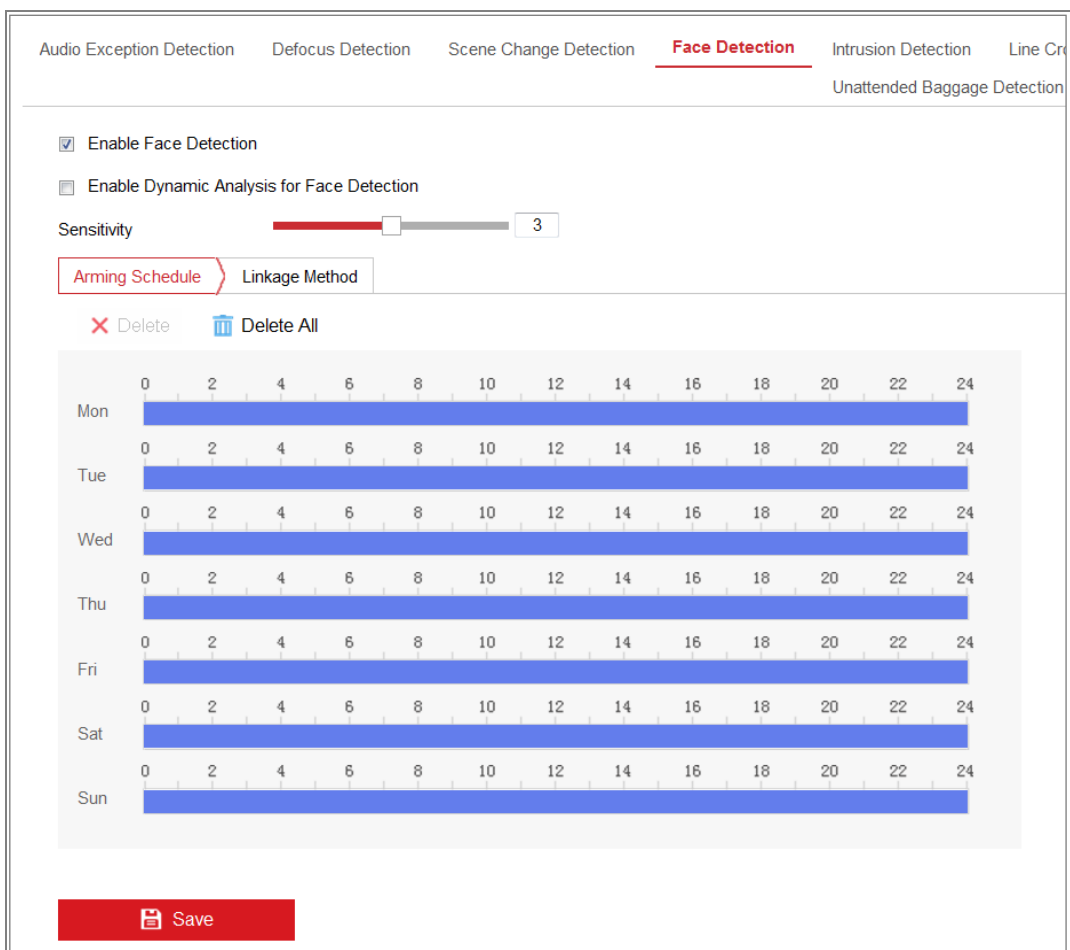 Audio Exception Detection Defocus Detection Scene Change Detection Face Detection Intrusion Detection Line Cro
Unattended Baggage Detection
Enable Face Detection
Enable Dynamic Analysis for Face Detection
Sensitivity 3
Arming Schedule Linkage Method
Delete Delete All
0 2 4 6 8 10 12 14 16 18 20 22 24
Mon
0 2 4 6 8 10 12 14 16 18 20 22 24
Tue
0 2 4 6 8 10 12 14 16 18 20 22 24
Wed
0 2 4 6 8 10 12 14 16 18 20 22 24
Thu
0 2 4 6 8 10 12 14 16 18 20 22 24
Fri
0 2 4 6 8 10 12 14 16 18 20 22 24
Sat
0 2 4 6 8 10 12 14 16 18 20 22 24
Sun
Save